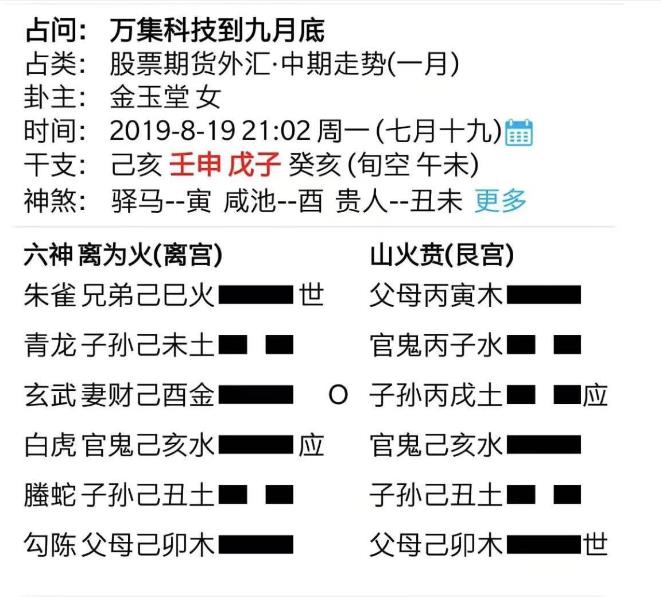 占问： 万集科技到九月底
占类： 股票期货外汇·中期走势(一月)
卦主： 金玉堂 女
时间： 2019-8-19 21:02 周一 (七月十九)
干支： 己亥 壬申 戊子 癸亥 (旬空 午未)
神煞： 驿马--寅 咸池--酉 贵人--丑未 更多
六神 离为火(离宫) 山火贲(艮宫)
朱雀 兄弟己巳火 世 父母丙寅木
青龙 子孙己未土 官鬼丙子水
玄武 妻财己酉金 O 子孙丙戌土 应
白虎 官鬼己亥水 应 官鬼己亥水
螣蛇 子孙己丑土 子孙己丑土
勾陈 父母己卯木 父母己卯木 世